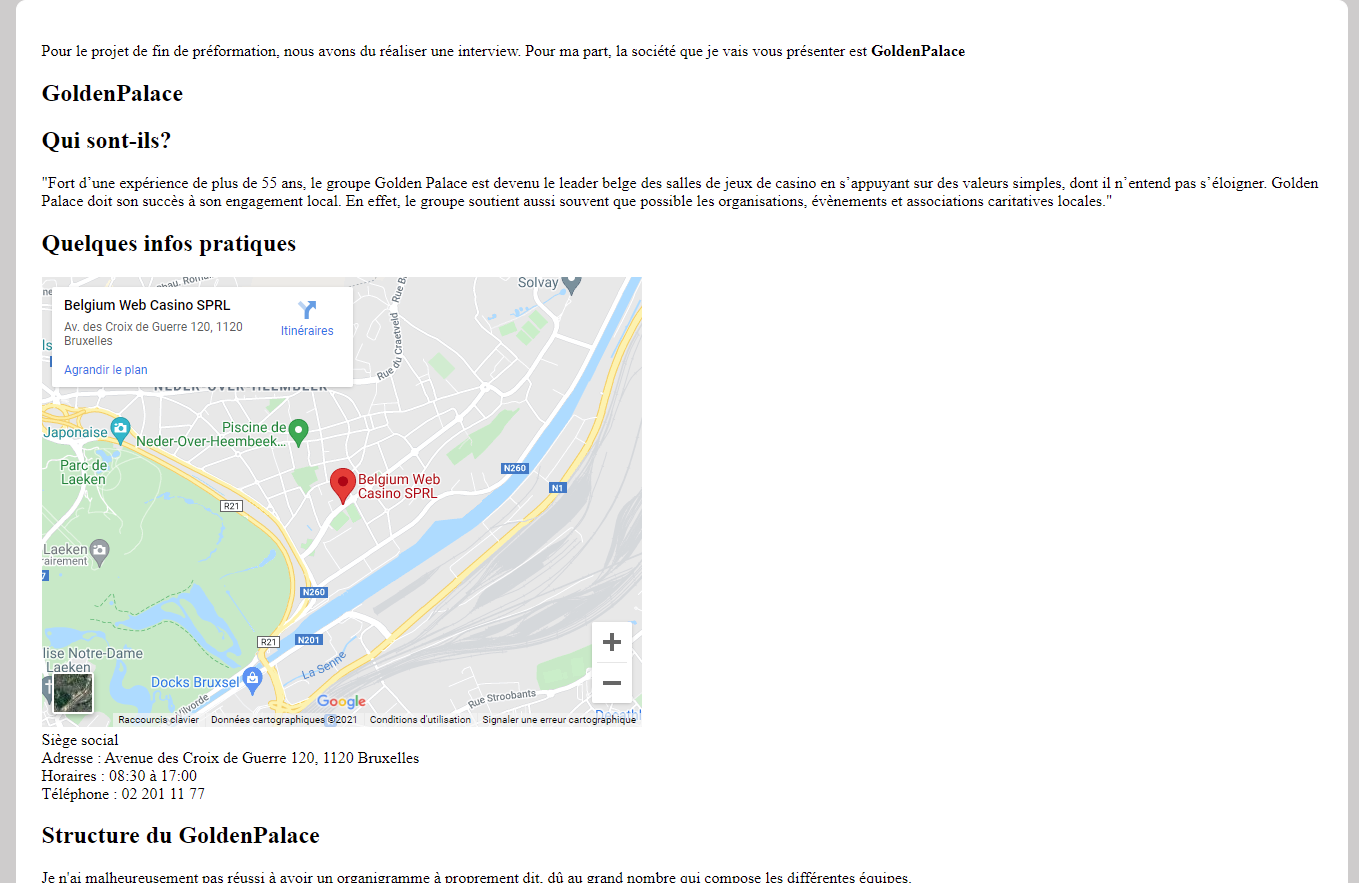 Pour le projet de fin de préformation, nous avons du réaliser une interview. Pour ma part, la société que je vais vous présenter est GoldenPalace
GoldenPalace
Qui sont-ils?
"Fort d’une expérience de plus de 55 ans, le groupe Golden Palace est devenu le leader belge des salles de jeux de casino en s’appuyant sur des valeurs simples, dont il n’entend pas s’éloigner. Golden
Palace doit son succès à son engagement local. En effet, le groupe soutient aussi souvent que possible les organisations, évènements et associations caritatives locales."
Quelques infos pratiques
Solvay
Rue du Craetveld
Belgium Web Casino SPRL
Av. des Croix de Guerre 120, 1120
Bruxelles
Itinéraires
Agrandir le plan
NEDER-OVER-HEEMBEEK
Japonaise
Piscine de
Neder-Over-Heembeek...
Parc de
Laeken
Belgium Web
Casino SPRL
N260
N1
R21
Laeken
N260
R21
N201
Laeken
Docks Bruxsel
La Senne
Rue Stroobants
Google
Raccourcis clavier
Données cartographiques ©2021
Conditions d'utilisation
Signaler une erreur cartographique
Siège social
Adresse : Avenue des Croix de Guerre 120, 1120 Bruxelles
Horaires : 08:30 à 17:00
Téléphone : 02 201 11 77
Structure du GoldenPalace
Je n'ai malheureusement pas réussi à avoir un organigramme à proprement dit, dû au grand nombre qui compose les différentes équipes.